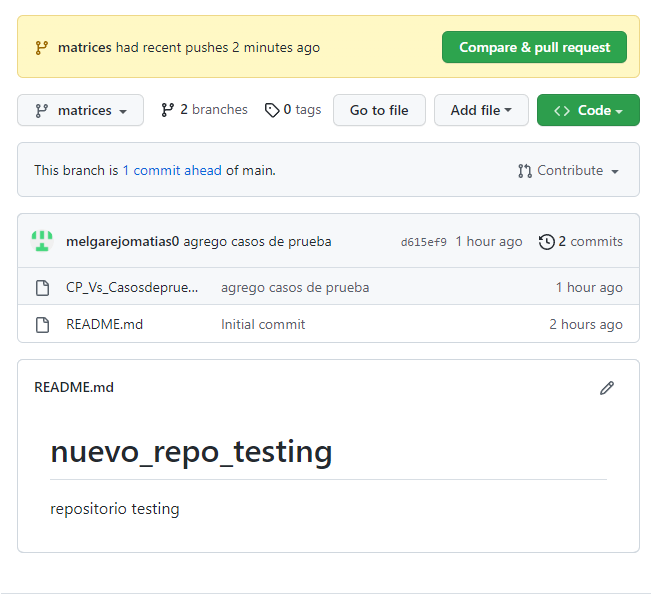 matrices had recent pushes 2 minutes ago Compare & pull request
matrices 2 branches 0 tags Go to file Add file Code
This branch is 1 commit ahead of main. Contribute
melgarejomatias0 agrego casos de prueba d615ef9 1 hour ago 2 commits
CP_Vs_Casosdeprue... agrego casos de prueba 1 hour ago
README.md Initial commit 2 hours ago
README.md
nuevo_repo_testing
repositorio testing